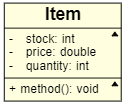 Item
- stock: int
- price: double
- quantity: int
+ method(): void